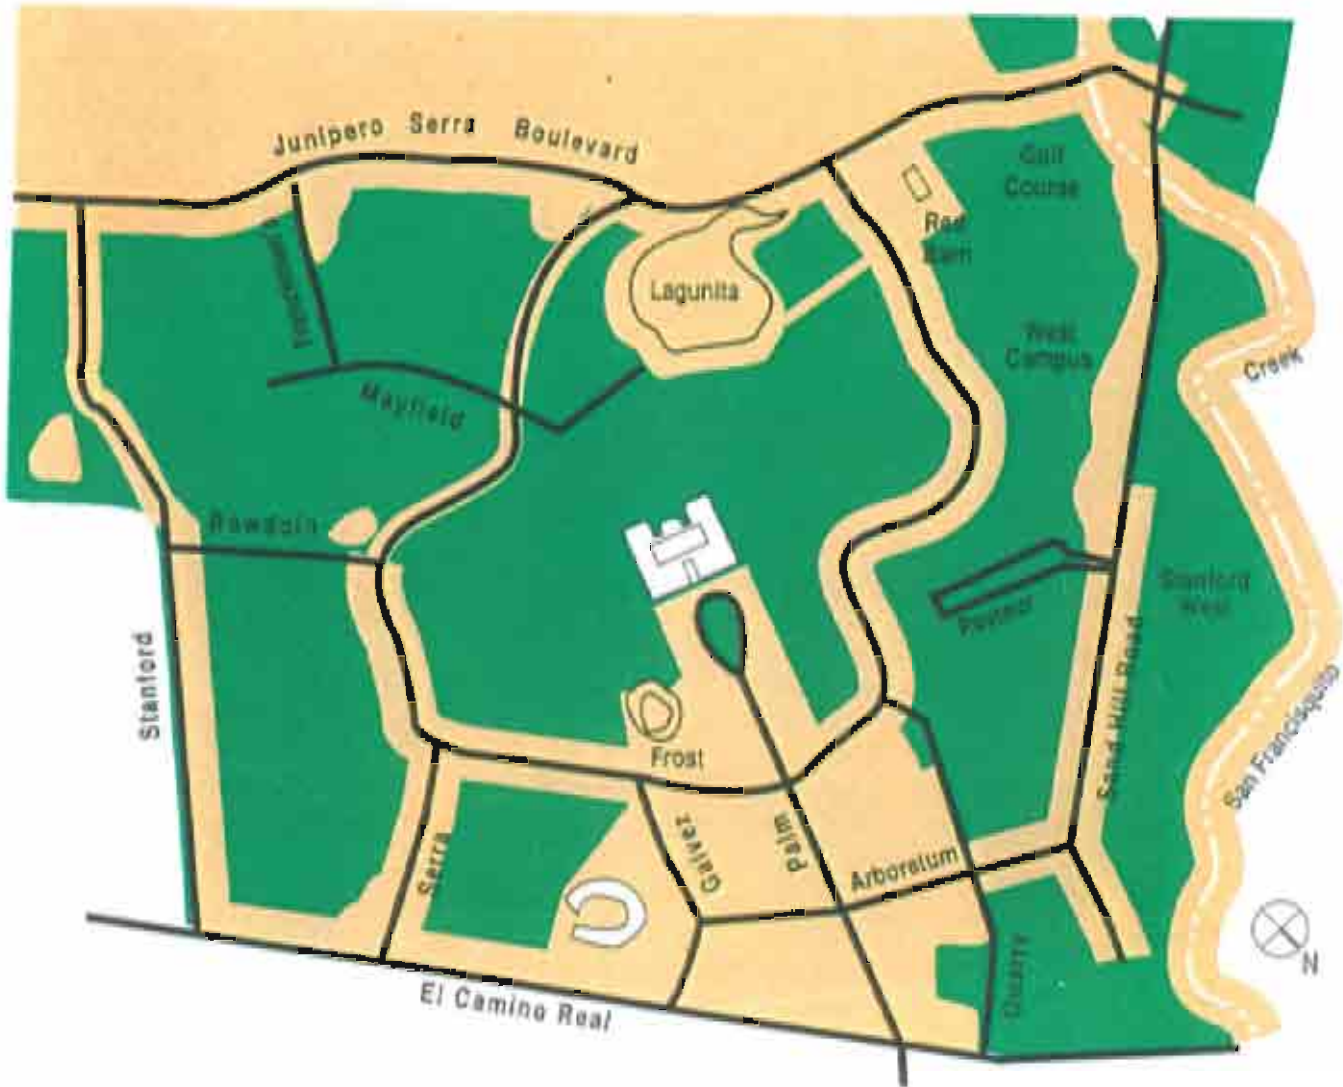 Junipero Serra Boulevard
Golf
Course
Red
Barn
Lagunita
West
Campus
Creek
Mayfield
Bowdoin
Stanford
West
Pasteur
Stanford
Sand Hill Road
San Francisquito
Frost
Galvez
Palm
Serra
Arboretum
Quarry
N
El Camino Real